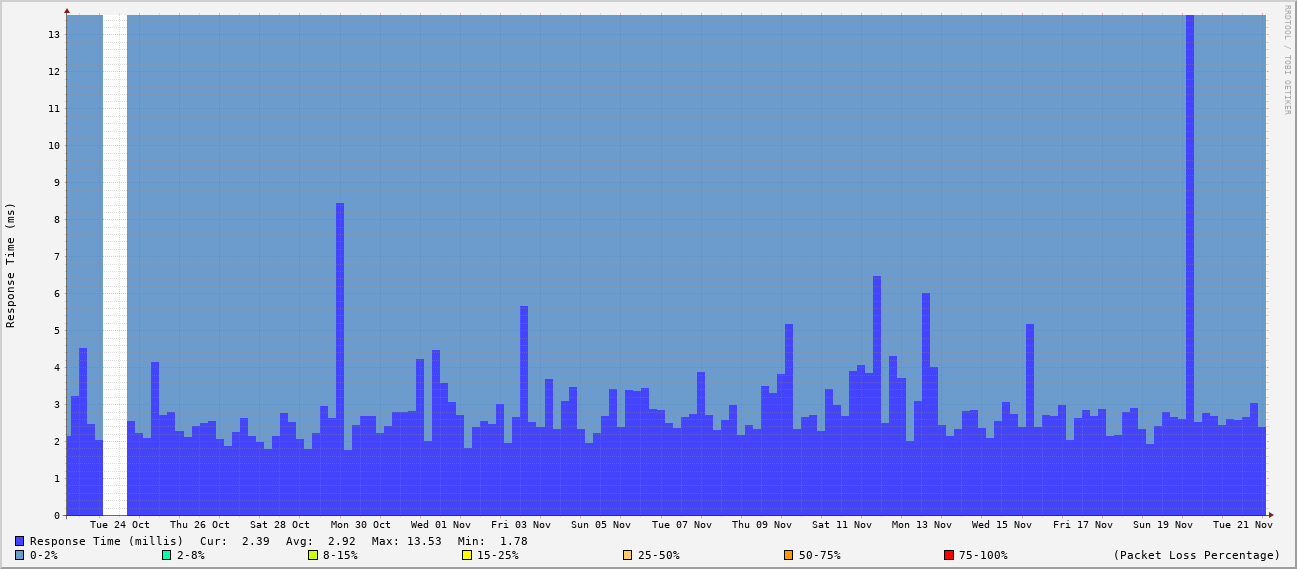 RRDTOOL / TOBI OETIKER
Response Time (ms)
13
12
11
10
9
8
7
6
5
4
3
2
1
0
Tue 24 Oct Thu 26 Oct Sat 28 Oct Mon 30 Oct Wed 01 Nov Fri 03 Nov Sun 05 Nov Tue 07 Nov Thu 09 Nov Sat 11 Nov Mon 13 Nov Wed 15 Nov Fri 17 Nov Sun 19 Nov Tue 21 Nov
Response Time (millis) Cur: 2.39 Avg: 2.92 Max: 13.53 Min: 1.78
0-2% 2-8% 8-15% 15-25% 25-50% 50-75% 75-100% (Packet Loss Percentage)